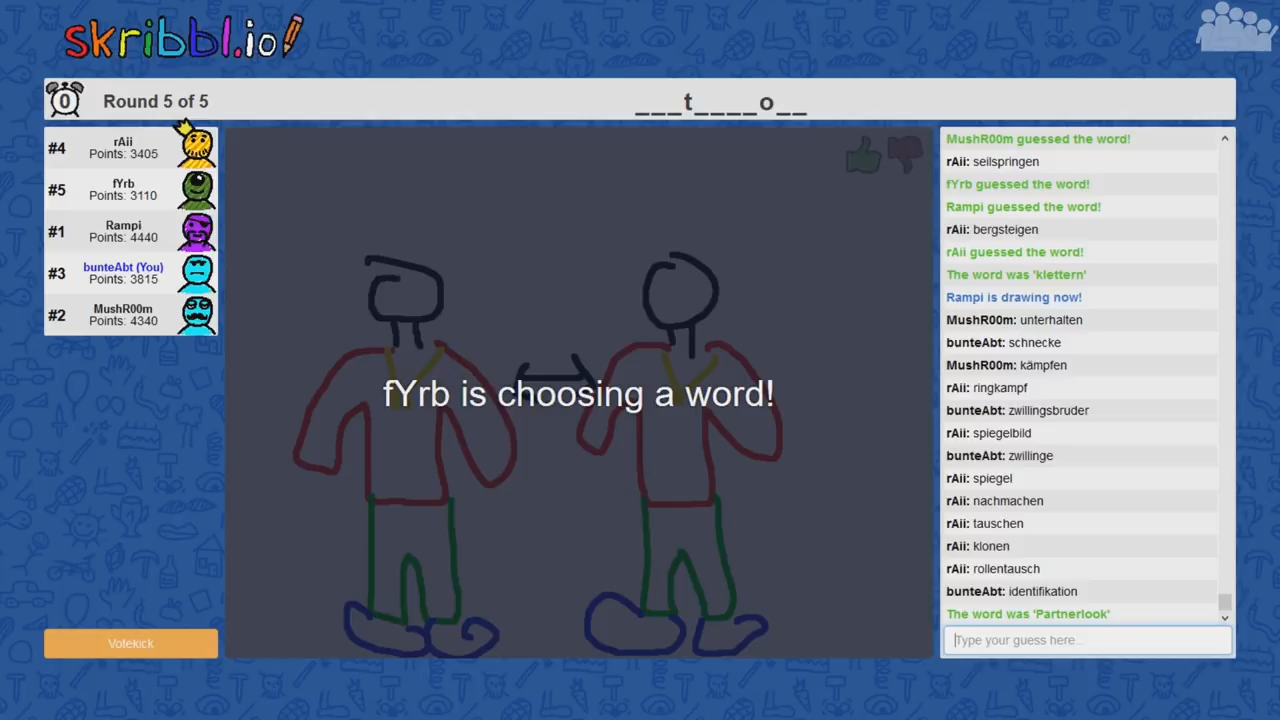 skribbl.io
0
Round 5 of 5
___t____o__
#4
rAii
Points: 3405
#5
fYrb
Points: 3110
#1
Rampi
Points: 4440
#3
bunteAbt (You)
Points: 3815
#2
MushR00m
Points: 4340
Votekick
fYrb is choosing a word!
MushR00m guessed the word!
rAii: seilspringen
fYrb guessed the word!
Rampi guessed the word!
rAii: bergsteigen
rAii guessed the word!
The word was 'klettern'
Rampi is drawing now!
MushR00m: unterhalten
bunteAbt: schnecke
MushR00m: kämpfen
rAii: ringkampf
bunteAbt: zwillingsbruder
rAii: spiegelbild
bunteAbt: zwillinge
rAii: spiegel
rAii: nachmachen
rAii: tauschen
rAii: klonen
rAii: rollentausch
bunteAbt: identifikation
The word was 'Partnerlook'
Type your guess here...